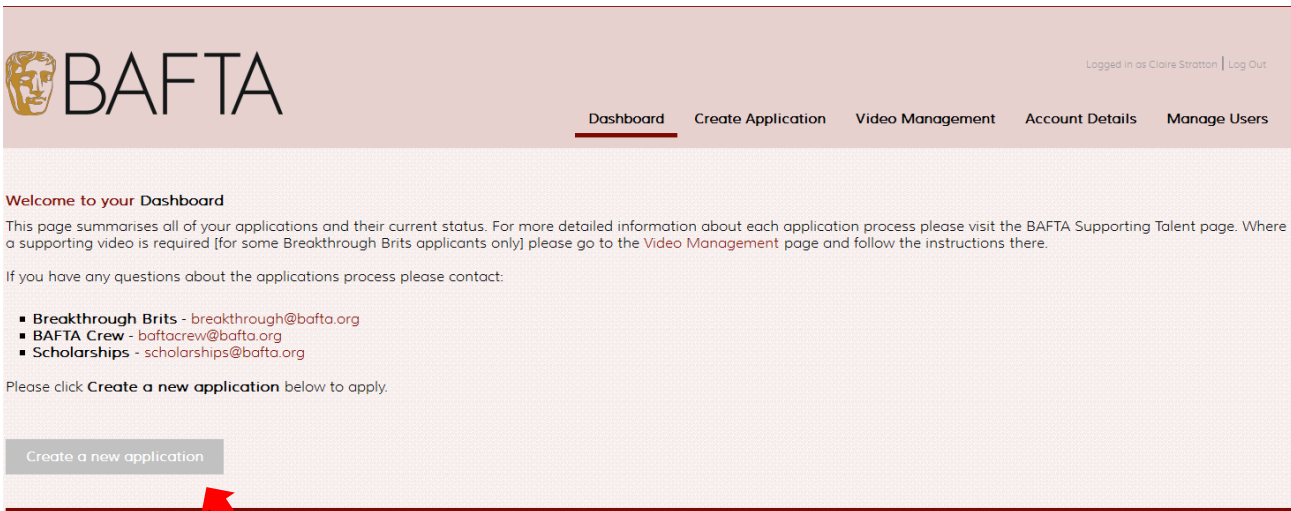 BAFTA
Logged in as Claire Stratton | Log Out
Dashboard Create Application Video Management Account Details Manage Users
Welcome to your Dashboard
This page summarises all of your applications and their current status. For more detailed information about each application process please visit the BAFTA Supporting Talent page. Where
a supporting video is required [for some Breakthrough Brits applicants only] please go to the Video Management page and follow the instructions there.
If you have any questions about the applications process please contact:
▪ Breakthrough Brits - breakthrough@bafta.org
▪ BAFTA Crew - baftacrew@bafta.org
▪ Scholarships - scholarships@bafta.org
Please click Create a new application below to apply.
Create a new application